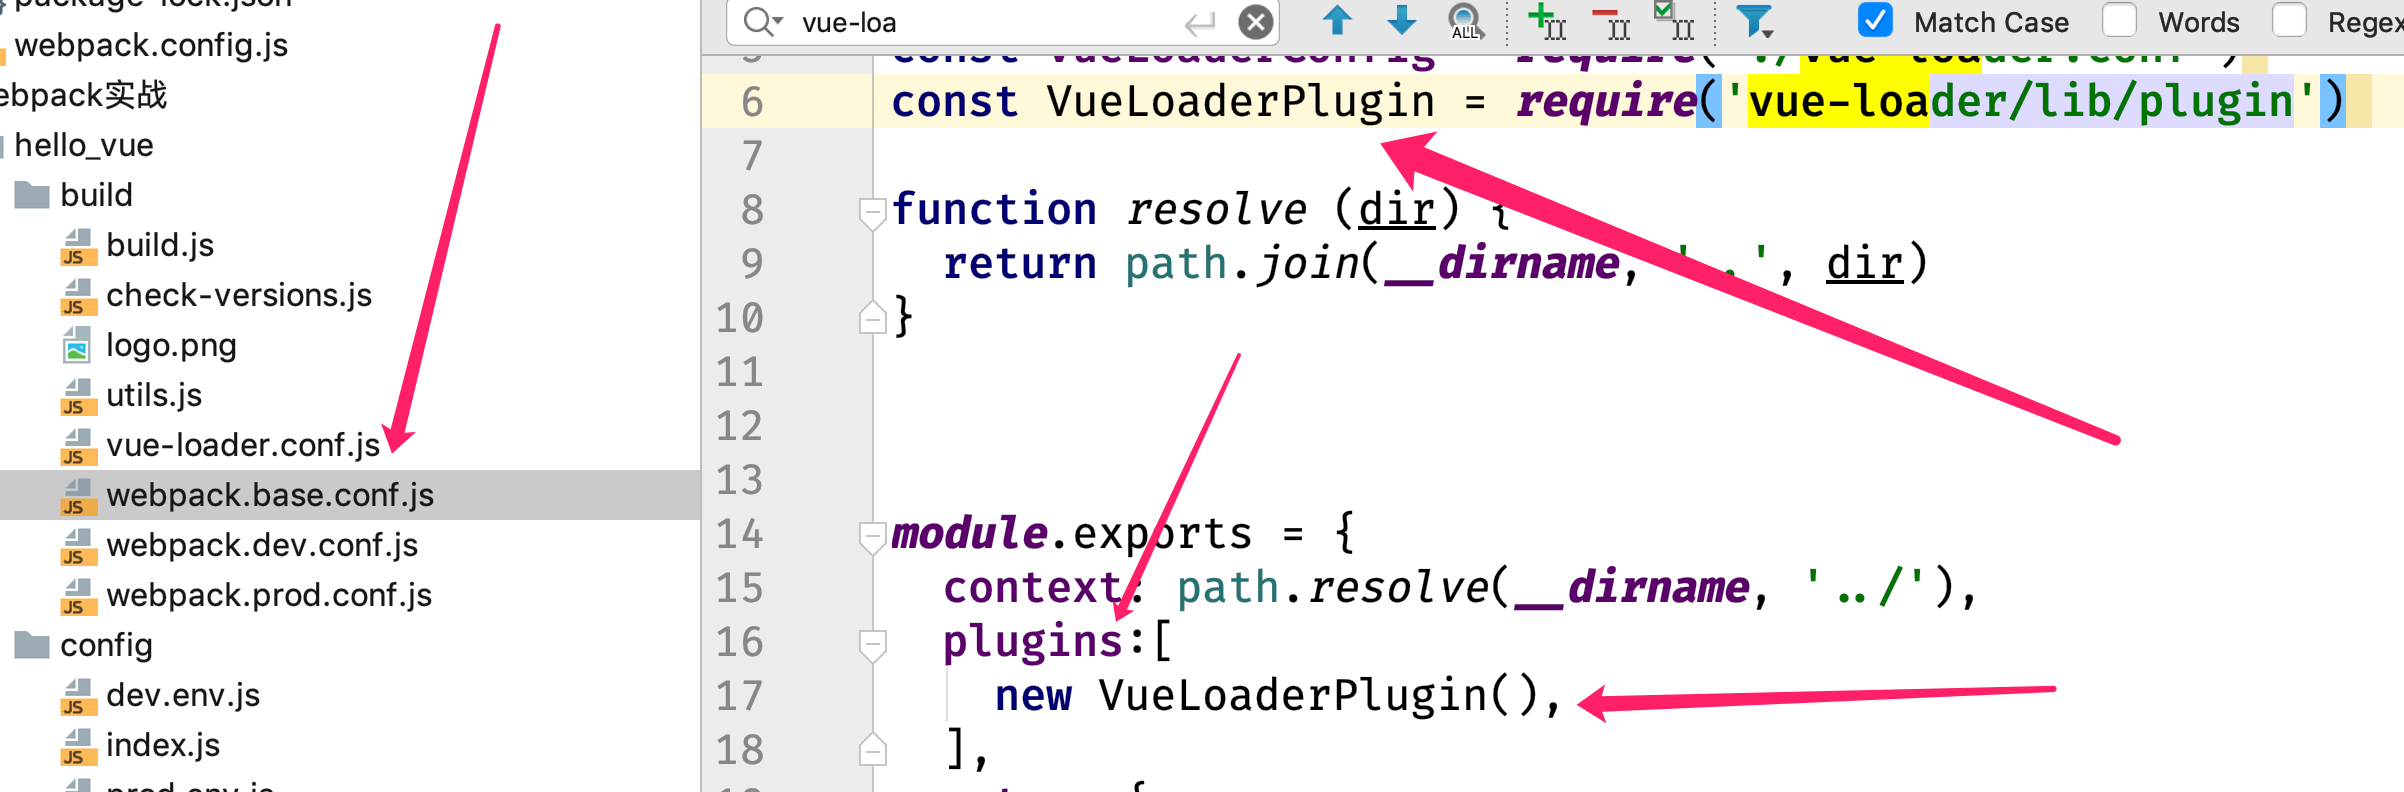 package-lock.json
webpack.config.js
ebpack实战
hello_vue
build
build.js
check-versions.js
logo.png
utils.js
vue-loader.conf.js
webpack.base.conf.js
webpack.dev.conf.js
webpack.prod.conf.js
config
dev.env.js
index.js
prod.env.js
vue-loa
ALL
Match Case
Words
Regex
5 const vueLoaderConfig = require('./vue-loader.conf')
6 const VueLoaderPlugin = require('vue-loader/lib/plugin')
7
8 function resolve (dir) {
9 return path.join(__dirname, '..', dir)
10 }
11
12
13
14 module.exports = {
15 context: path.resolve(__dirname, '../'),
16 plugins:[
17 new VueLoaderPlugin(),
18 ],